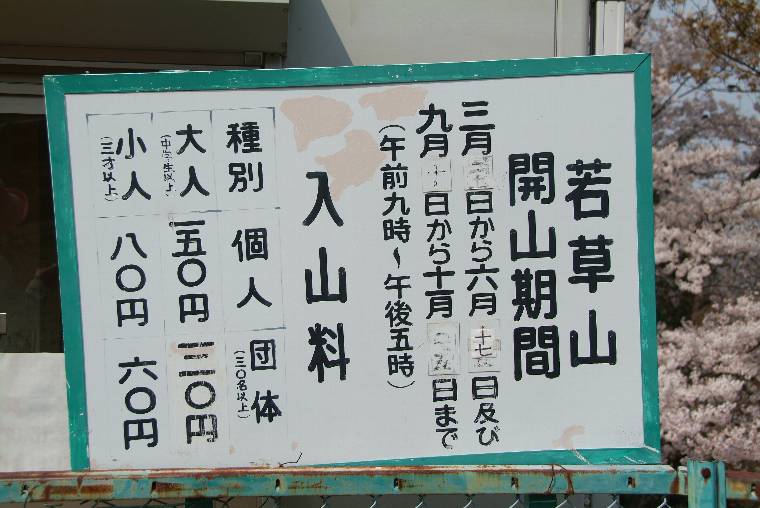 若草山
開山期間
三月 日から六月十七日及び
九月十日から十一月 日まで
(午前九時~午後五時)
入山料
種別 個人 団体(三〇名以上)
大人(中学生以上) 一五〇円 一二〇円
小人(三才以上) 八〇円 六〇円